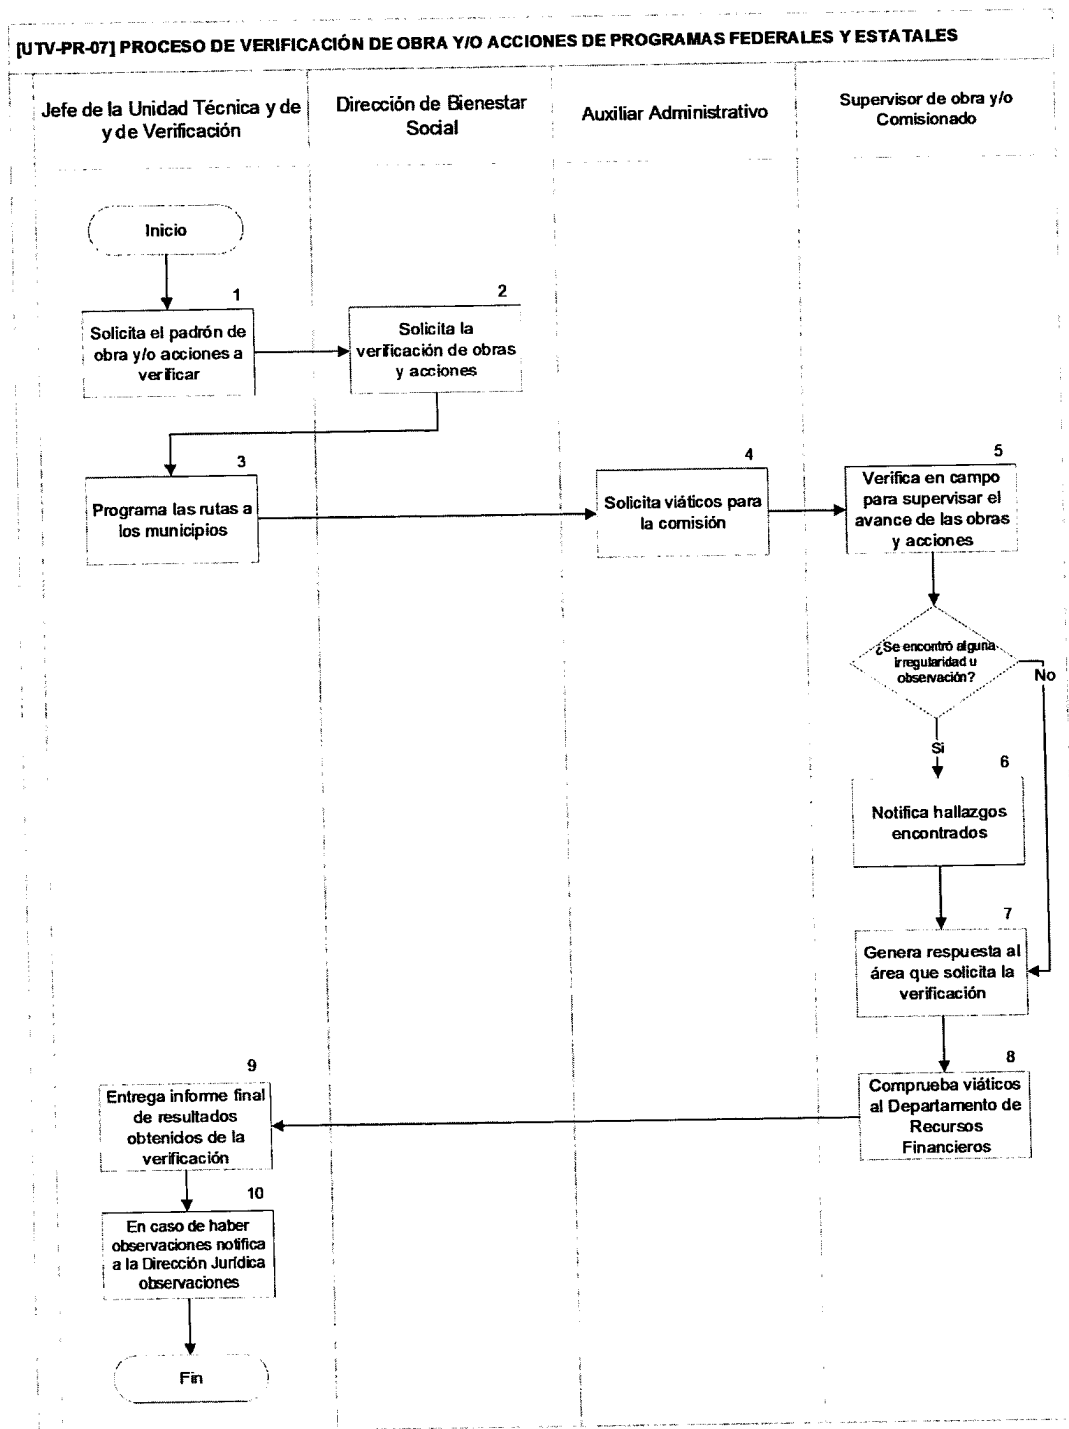 [UTV-PR-07] PROCESO DE VERIFICACIÓN DE OBRA Y/O ACCIONES DE PROGRAMAS FEDERALES Y ESTATALES
Jefe de la Unidad Técnica y de
y de Verificación
Dirección de Bienestar
Social
Auxiliar Administrativo
Supervisor de obra y/o
Comisionado
Inicio
1
Solicita el padrón de
obra y/o acciones a
verificar
2
Solicita la
verificación de obras
y acciones
3
Programa las rutas a
los municipios
4
Solicita viáticos para
la comisión
5
Verifica en campo
para supervisar el
avance de las obras
y acciones
¿Se encontró alguna
irregularidad u
observación?
No
Si
6
Notifica hallazgos
encontrados
7
Genera respuesta al
área que solicita la
verificación
8
Comprueba viáticos
al Departamento de
Recursos
Financieros
9
Entrega informe final
de resultados
obtenidos de la
verificación
10
En caso de haber
observaciones notifica
a la Dirección Jurídica
observaciones
Fin